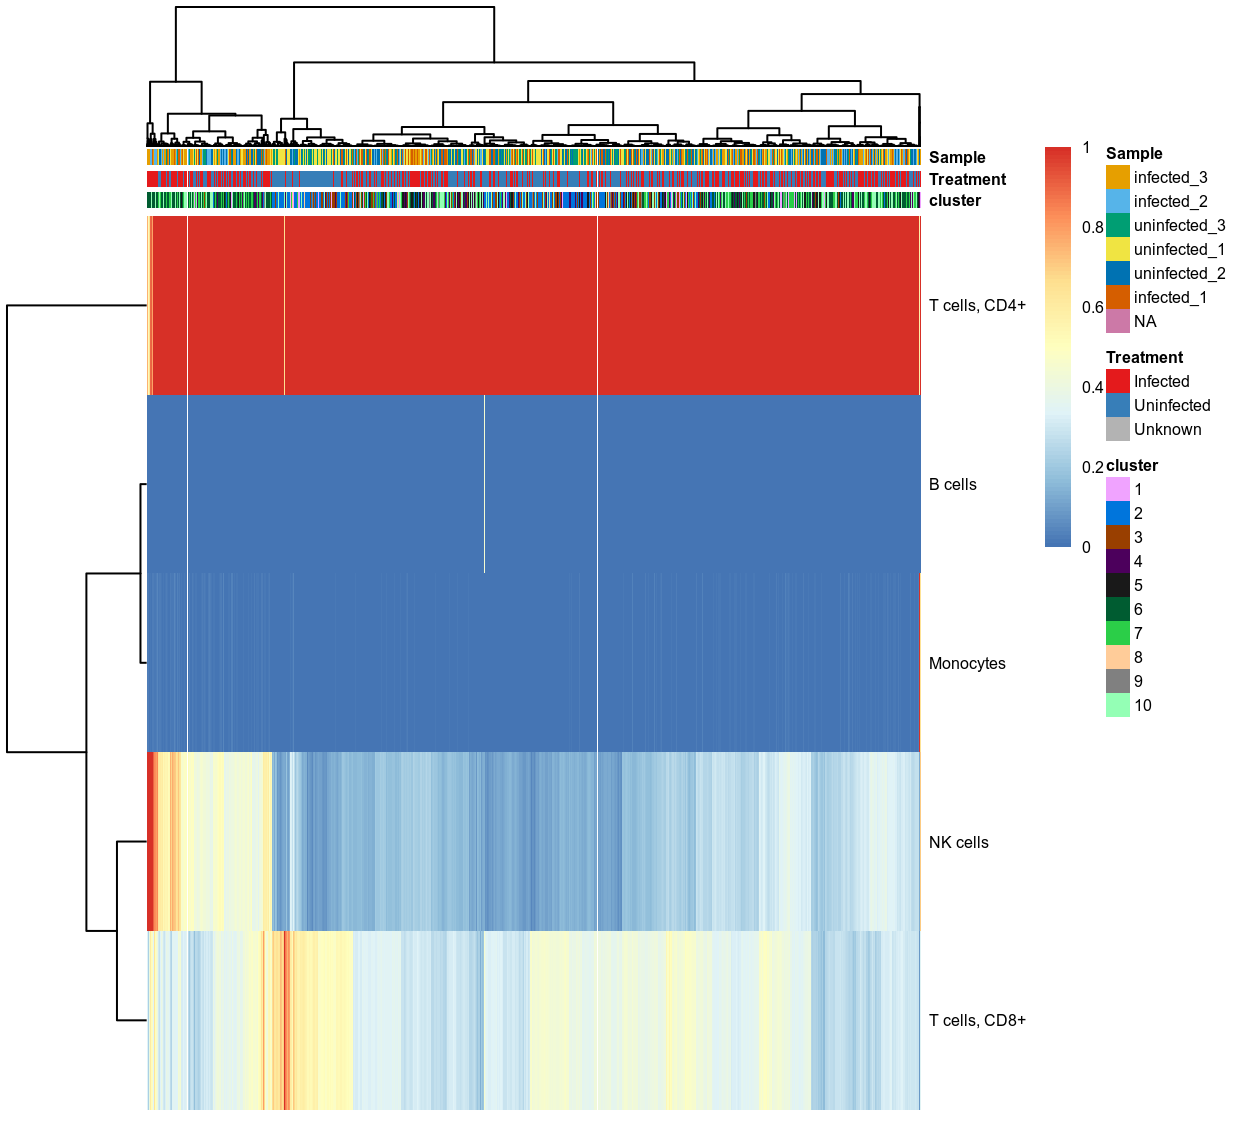 Sample
Treatment
cluster
T cells, CD4+
B cells
Monocytes
NK cells
T cells, CD8+
1
0.8
0.6
0.4
0.2
0
Sample
infected_3
infected_2
uninfected_3
uninfected_1
uninfected_2
infected_1
NA
Treatment
Infected
Uninfected
Unknown
cluster
1
2
3
4
5
6
7
8
9
10